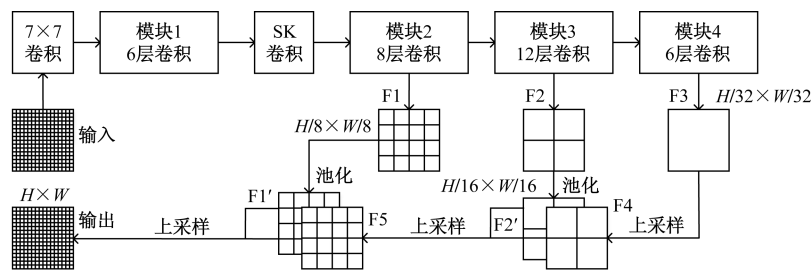 7×7
卷积
模块1
6层卷积
SK
卷积
模块2
8层卷积
模块3
12层卷积
模块4
6层卷积
F1
F2
F3
H/32×W/32
输入
H/8×W/8
池化
H/16×W/16
池化
H×W
F1′
输出
F5
F2′
F4
上采样
上采样
上采样